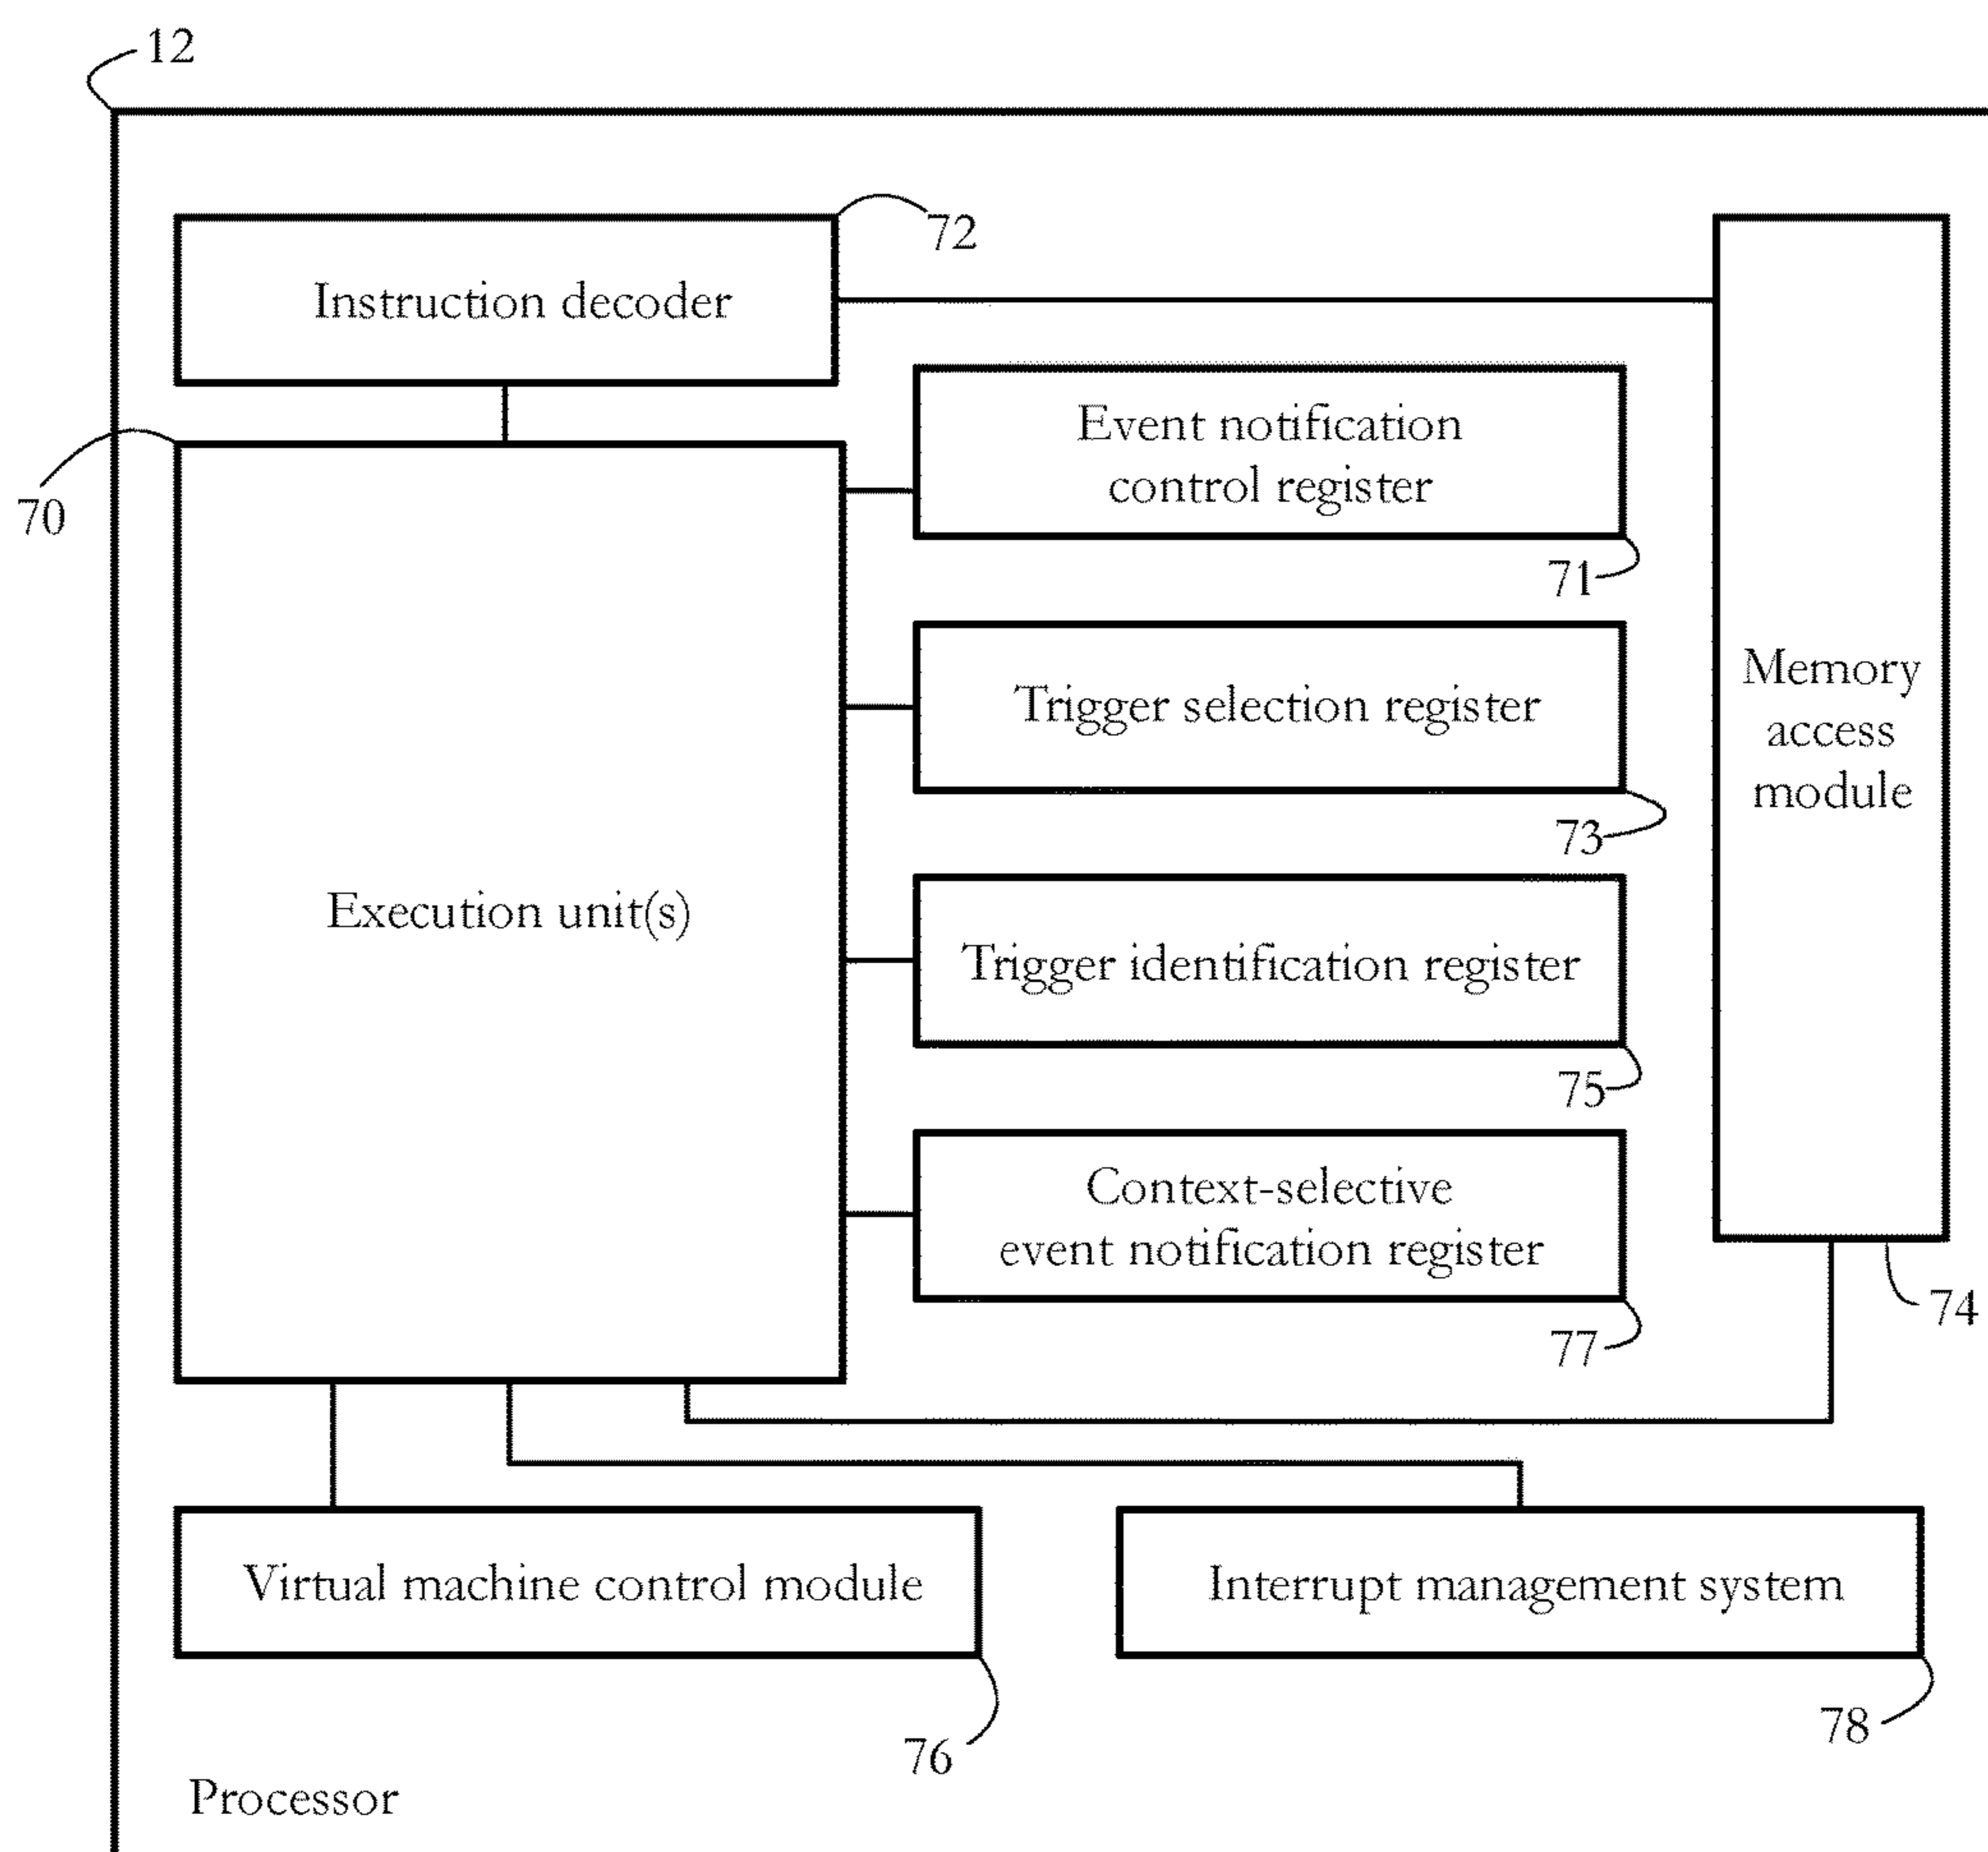 12
72
Instruction decoder
Event notification
control register
70
71
Trigger selection register
Memory
access
module
73
Execution unit(s)
Trigger identification register
75
Context-selective
event notification register
74
77
Virtual machine control module
Interrupt management system
78
76
Processor